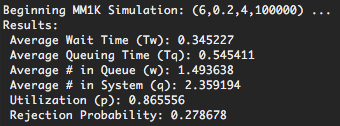 Beginning MM1K Simulation: (6,0.2,4,100000) ...
Results:
Average Wait Time (Tw): 0.345227
Average Queuing Time (Tq): 0.545411
Average # in Queue (w): 1.493638
Average # in System (q): 2.359194
Utilization (p): 0.865556
Rejection Probability: 0.278678